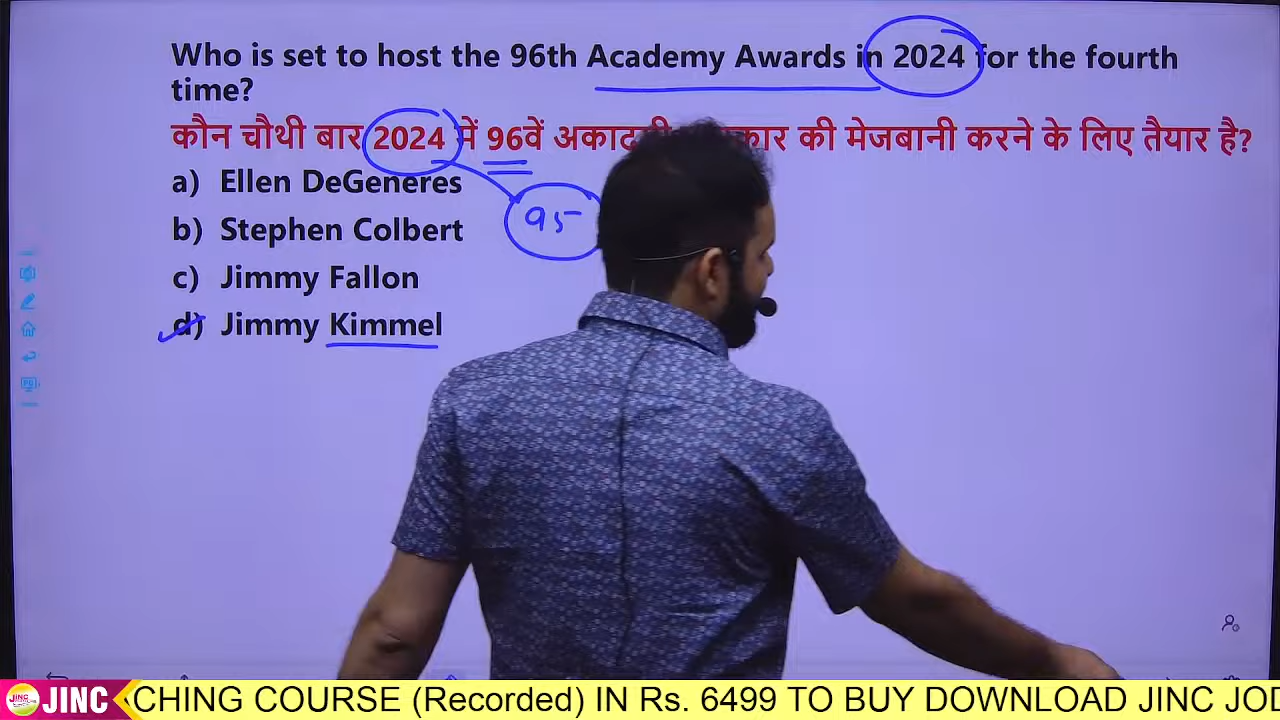 Who is set to host the 96th Academy Awards in 2024 for the fourth
time?
कौन चौथी बार 2024 में 96वें की मेजबानी करने के लिए तैयार है?
a) Ellen DeGeneres
95
b) Stephen Colbert
c) Jimmy Fallon
d) Jimmy Kimmel
JINC CHING COURSE (Recorded) IN Rs. 6499 TO BUY DOWNLOAD JINC JOD